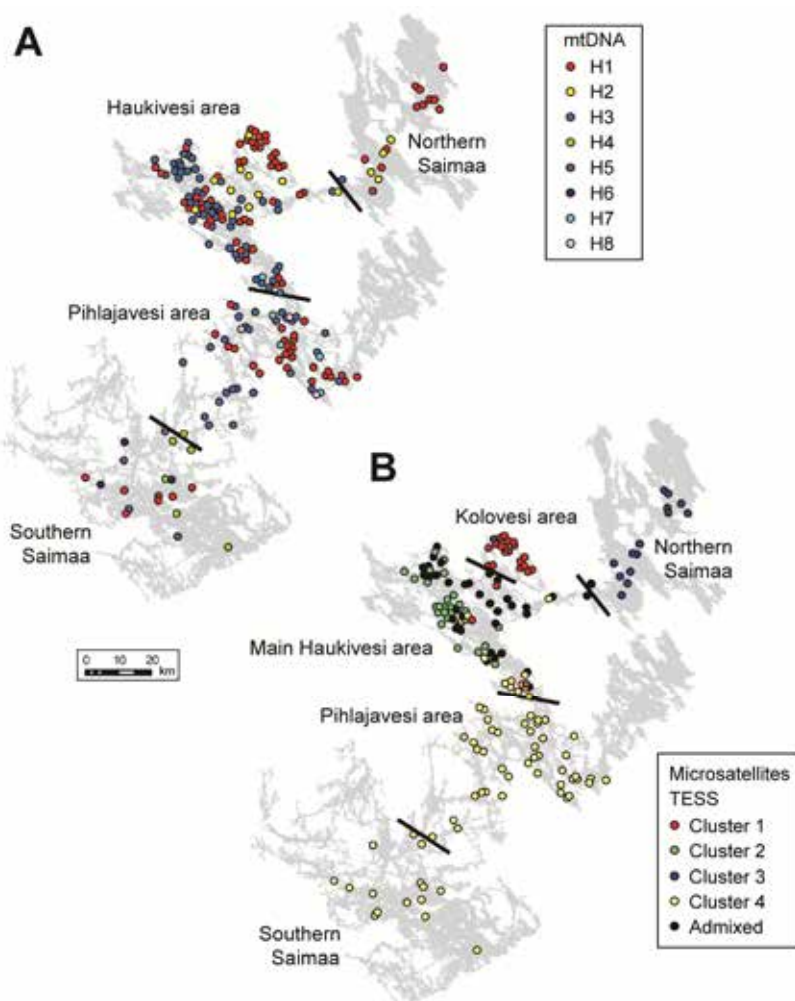 A
Haukivesi area
Northern
Saimaa
Pihlajavesi area
Southern
Saimaa
mtDNA
H1
H2
H3
H4
H5
H6
H7
H8
0 10 20
km
B
Kolovesi area
Northern
Saimaa
Main Haukivesi area
Pihlajavesi area
Southern
Saimaa
Microsatellites
TESS
Cluster 1
Cluster 2
Cluster 3
Cluster 4
Admixed